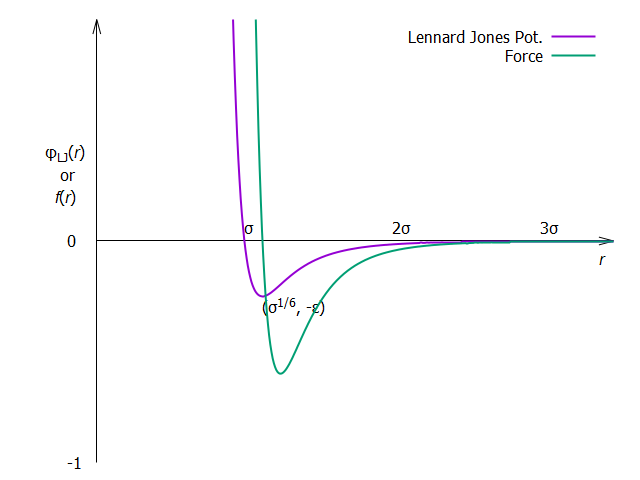 Lennard Jones Pot.
Force
φLJ(r)
or
f(r)
σ
2σ
3σ
0
r
(σ1/6, -ε)
-1